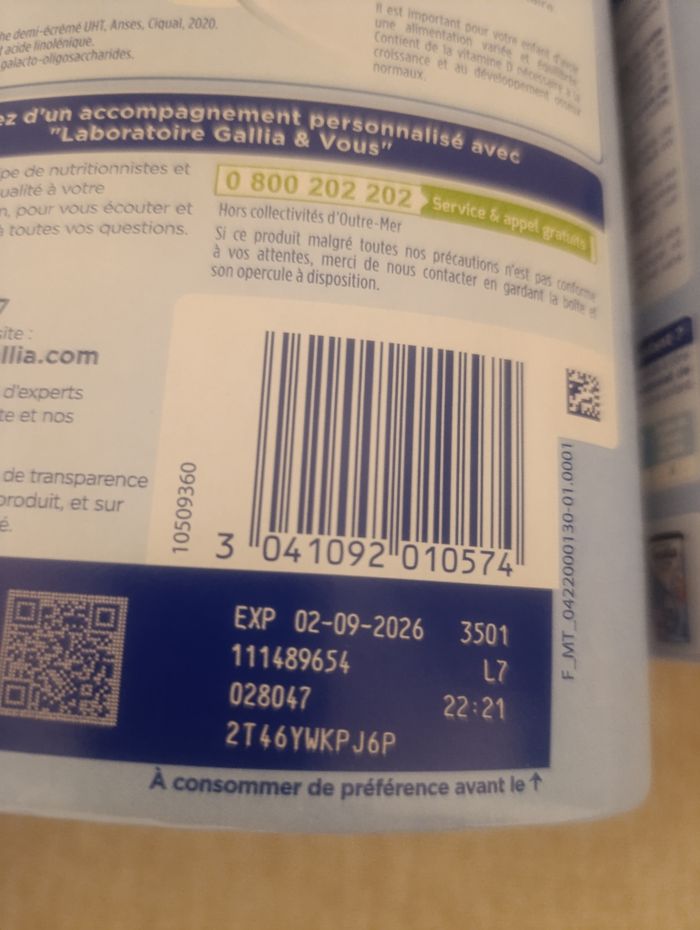 he demi-écrémé UHT, Anses, Ciqual, 2020.
acide linolénique.
galacto-oligosaccharides.
Il est important pour votre enfant d'avoir
une alimentation variée et équilibrée
Contient de la vitamine D nécessaire à la
croissance et au développement osseux
normaux.
ez d'un accompagnement personnalisé avec
"Laboratoire Gallia & Vous"
pe de nutritionnistes et
ualité à votre
n, pour vous écouter et
à toutes vos questions.
0 800 202 202 Service & appel gratuits
Hors collectivités d'Outre-Mer
Si ce produit malgré toutes nos précautions n'est pas conforme
à vos attentes, merci de nous contacter en gardant la boîte et
son opercule à disposition.
7
site :
llia.com
d'experts
te et nos
de transparence
produit, et sur
é.
10509360
3 041092 010574
F_MT_0422000130-01.0001
EXP 02-09-2026 3501
111489654 L7
028047 22:21
2T46YWKPJ6P
À consommer de préférence avant le ↑